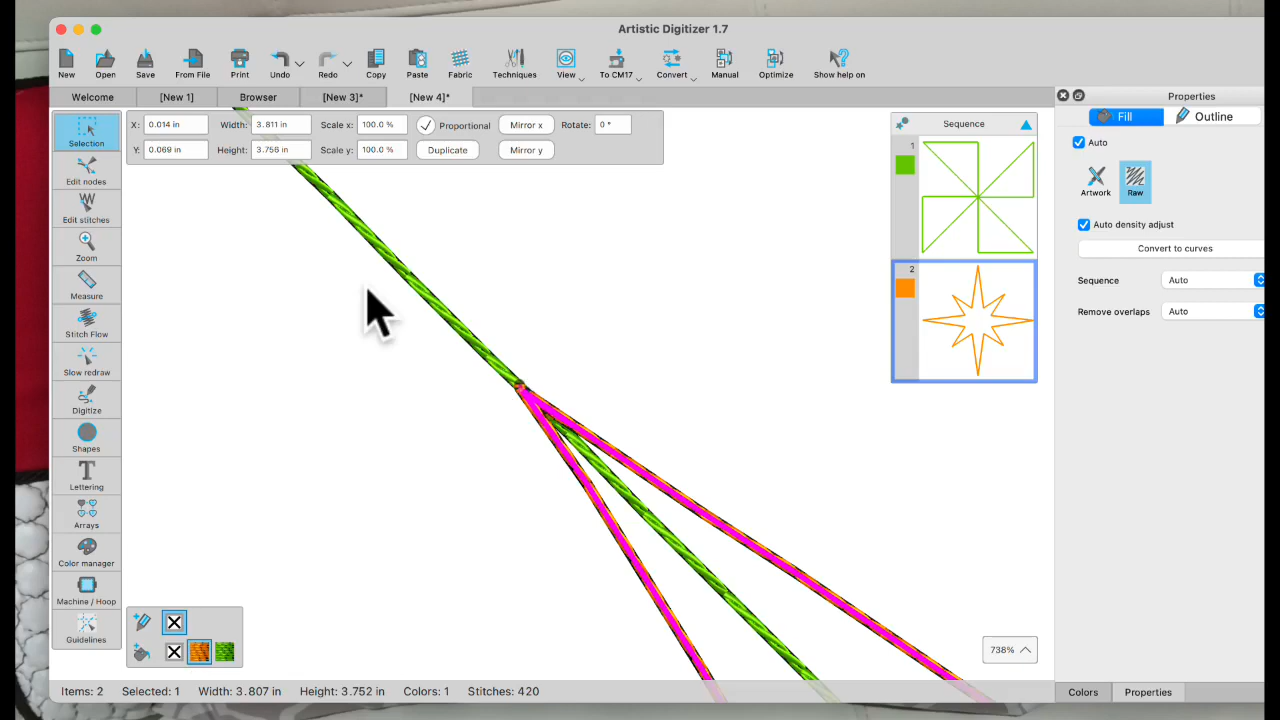 Artistic Digitizer 1.7
New Open Save From File Print Undo Redo Copy Paste Fabric Techniques View To CM17 Convert Manual Optimize Show help on
Welcome [New 1] Browser [New 3]* [New 4]*
Properties
X: 0.014 in Width: 3.811 in Scale x: 100.0 % Proportional Mirror x Rotate: 0 °
Y: 0.069 in Height: 3.756 in Scale y: 100.0 % Duplicate Mirror y
Selection
Edit nodes
Edit stitches
Zoom
Measure
Stitch Flow
Slow redraw
Digitize
Shapes
Lettering
Arrays
Color manager
Machine / Hoop
Guidelines
Sequence
1
2
Fill Outline
Auto
Artwork Raw
Auto density adjust
Convert to curves
Sequence Auto
Remove overlaps Auto
738%
Items: 2 Selected: 1 Width: 3.807 in Height: 3.752 in Colors: 1 Stitches: 420
Colors Properties